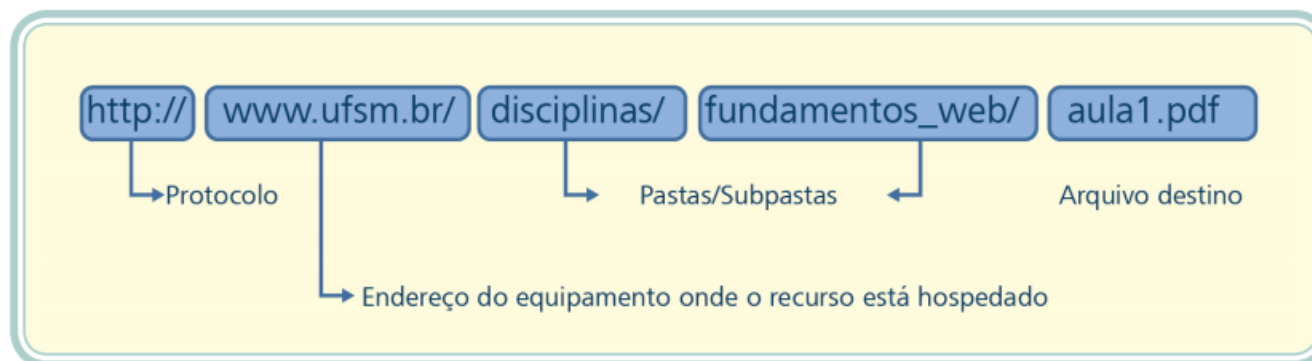 http:// www.ufsm.br/ disciplinas/ fundamentos_web/ aula1.pdf
Protocolo Pastas/Subpastas Arquivo destino
Endereço do equipamento onde o recurso está hospedado